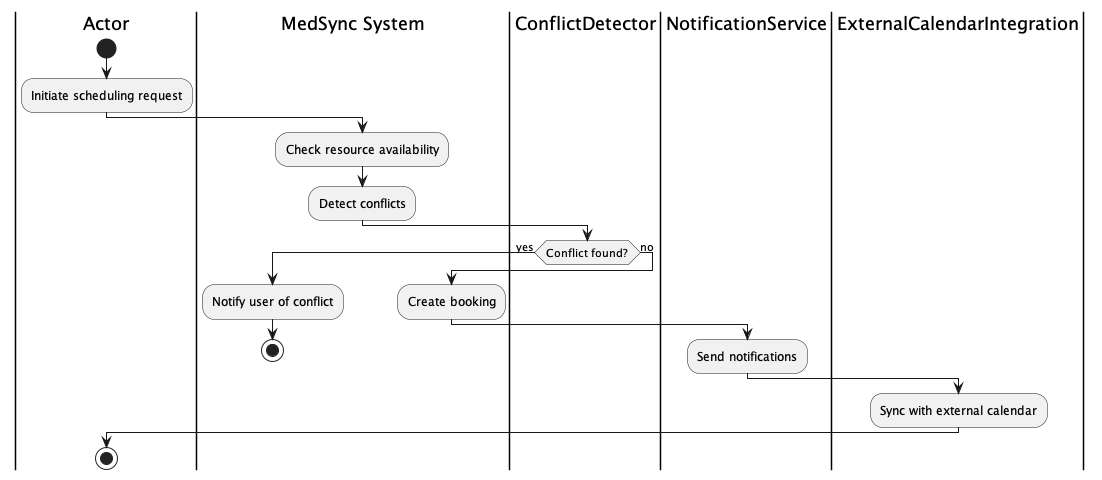 Actor
MedSync System
ConflictDetector
NotificationService
ExternalCalendarIntegration
Initiate scheduling request
Check resource availability
Detect conflicts
yes
Conflict found?
no
Notify user of conflict
Create booking
Send notifications
Sync with external calendar